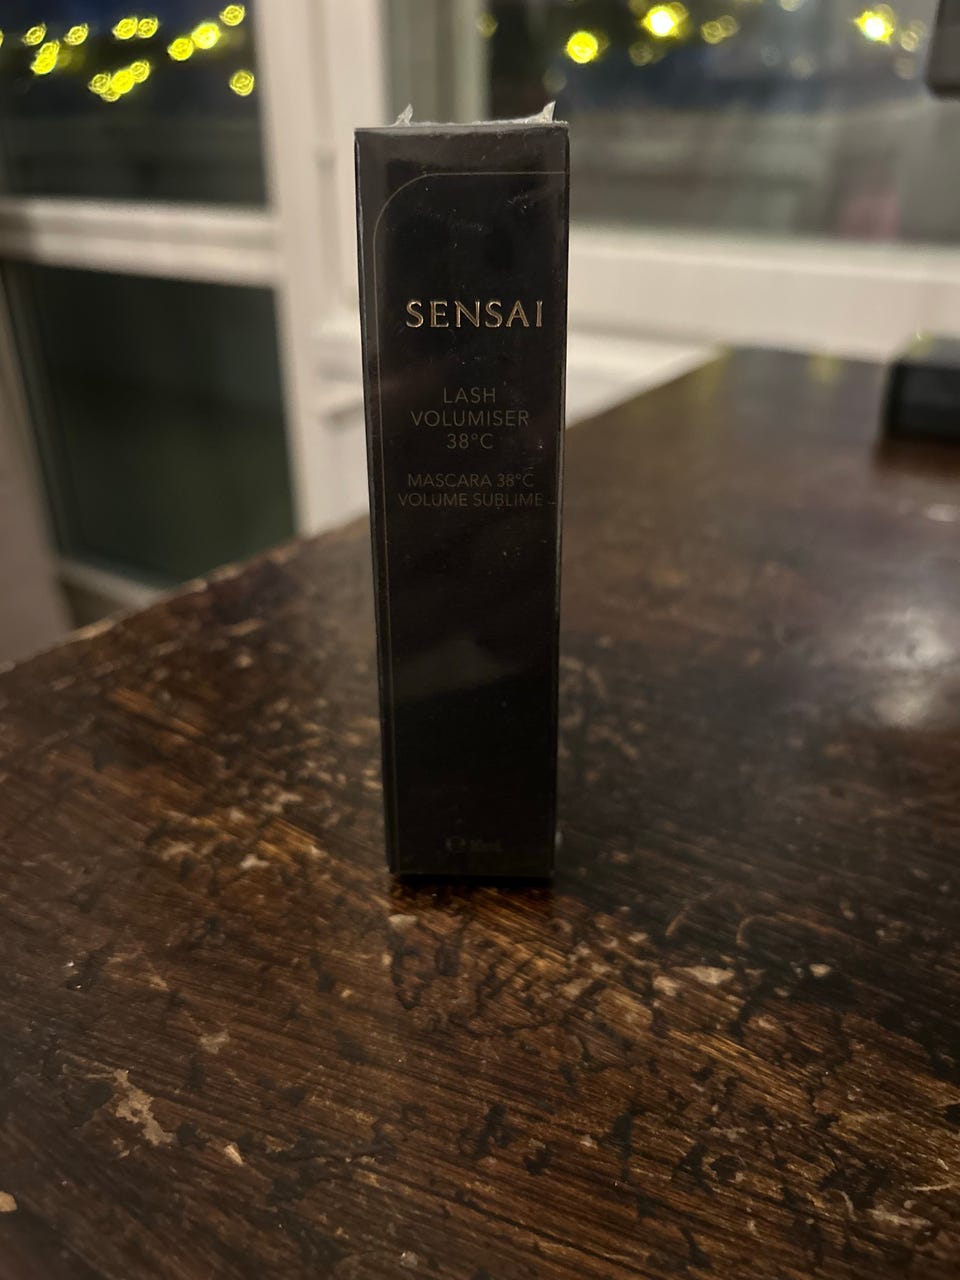 SENSAI
LASH
VOLUMISER
38°C
MASCARA 38°C
VOLUME SUBLIME